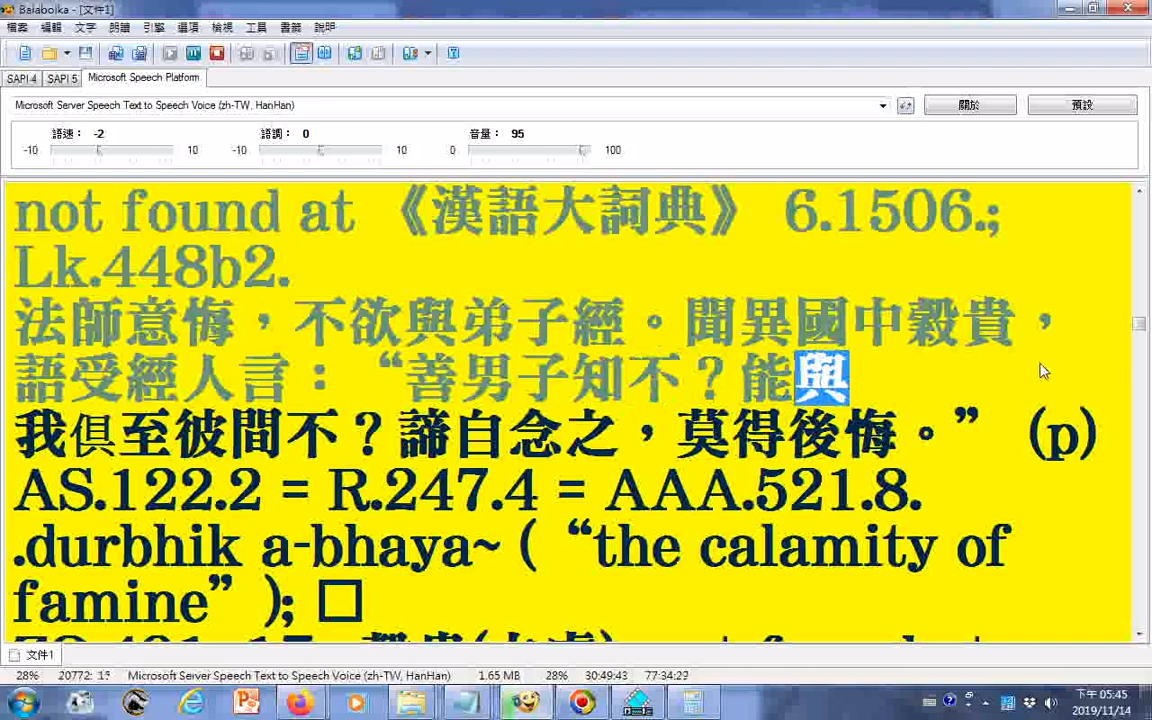 Balabolka - [文件1]
檔案 編輯 文字 朗讀 引擎 選項 檢視 工具 書籤 說明
SAPI 4 SAPI 5 Microsoft Speech Platform
Microsoft Server Speech Text to Speech Voice (zh-TW, HanHan) 關於 預設
語速： -2 語調： 0 音量： 95
-10 10 -10 10 0 100
not found at 《漢語大詞典》 6.1506.;
Lk.448b2.
法師意悔，不欲與弟子經。聞異國中穀貴，
語受經人言：“善男子知不？能與
我俱至彼間不？諦自念之，莫得後悔。” (p)
AS.122.2 = R.247.4 = AAA.521.8.
.durbhik a-bhaya~ (“the calamity of
famine”); □
文件1
28% Microsoft Server Speech Text to Speech Voice (zh-TW, HanHan) 1.65 MB 28% 30:49:43 77:34:29
下午 05:45
2019/11/14